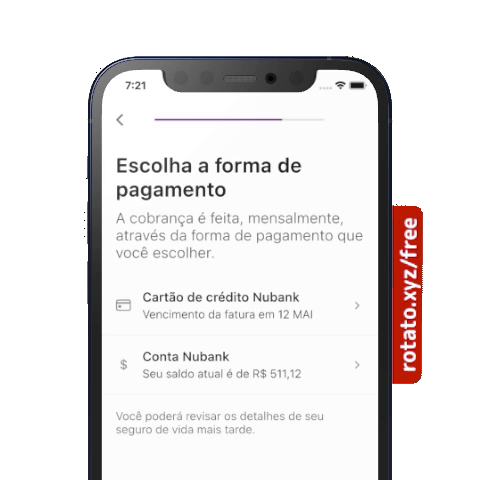 7:21
Escolha a forma de
pagamento
A cobrança é feita, mensalmente,
através da forma de pagamento que
você escolher.
Cartão de crédito Nubank
Vencimento da fatura em 12 MAI
$
Conta Nubank
Seu saldo atual é de R$ 511,12
Você poderá revisar os detalhes de seu
seguro de vida mais tarde.
rotato.xyz/free